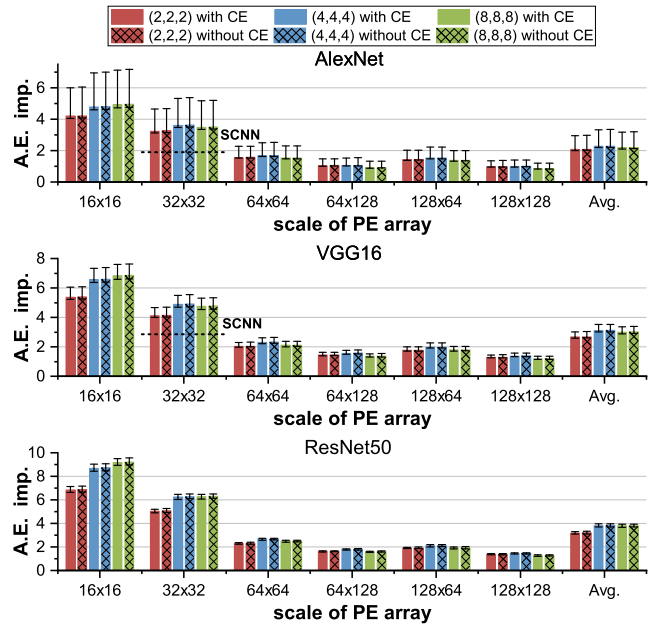 (2,2,2) with CE (4,4,4) with CE (8,8,8) with CE
(2,2,2) without CE (4,4,4) without CE (8,8,8) without CE
AlexNet
A.E. imp.
6
4
2
0
SCNN
16x16 32x32 64x64 64x128 128x64 128x128 Avg.
scale of PE array
VGG16
A.E. imp.
8
6
4
2
0
SCNN
16x16 32x32 64x64 64x128 128x64 128x128 Avg.
scale of PE array
ResNet50
A.E. imp.
10
8
6
4
2
0
16x16 32x32 64x64 64x128 128x64 128x128 Avg.
scale of PE array